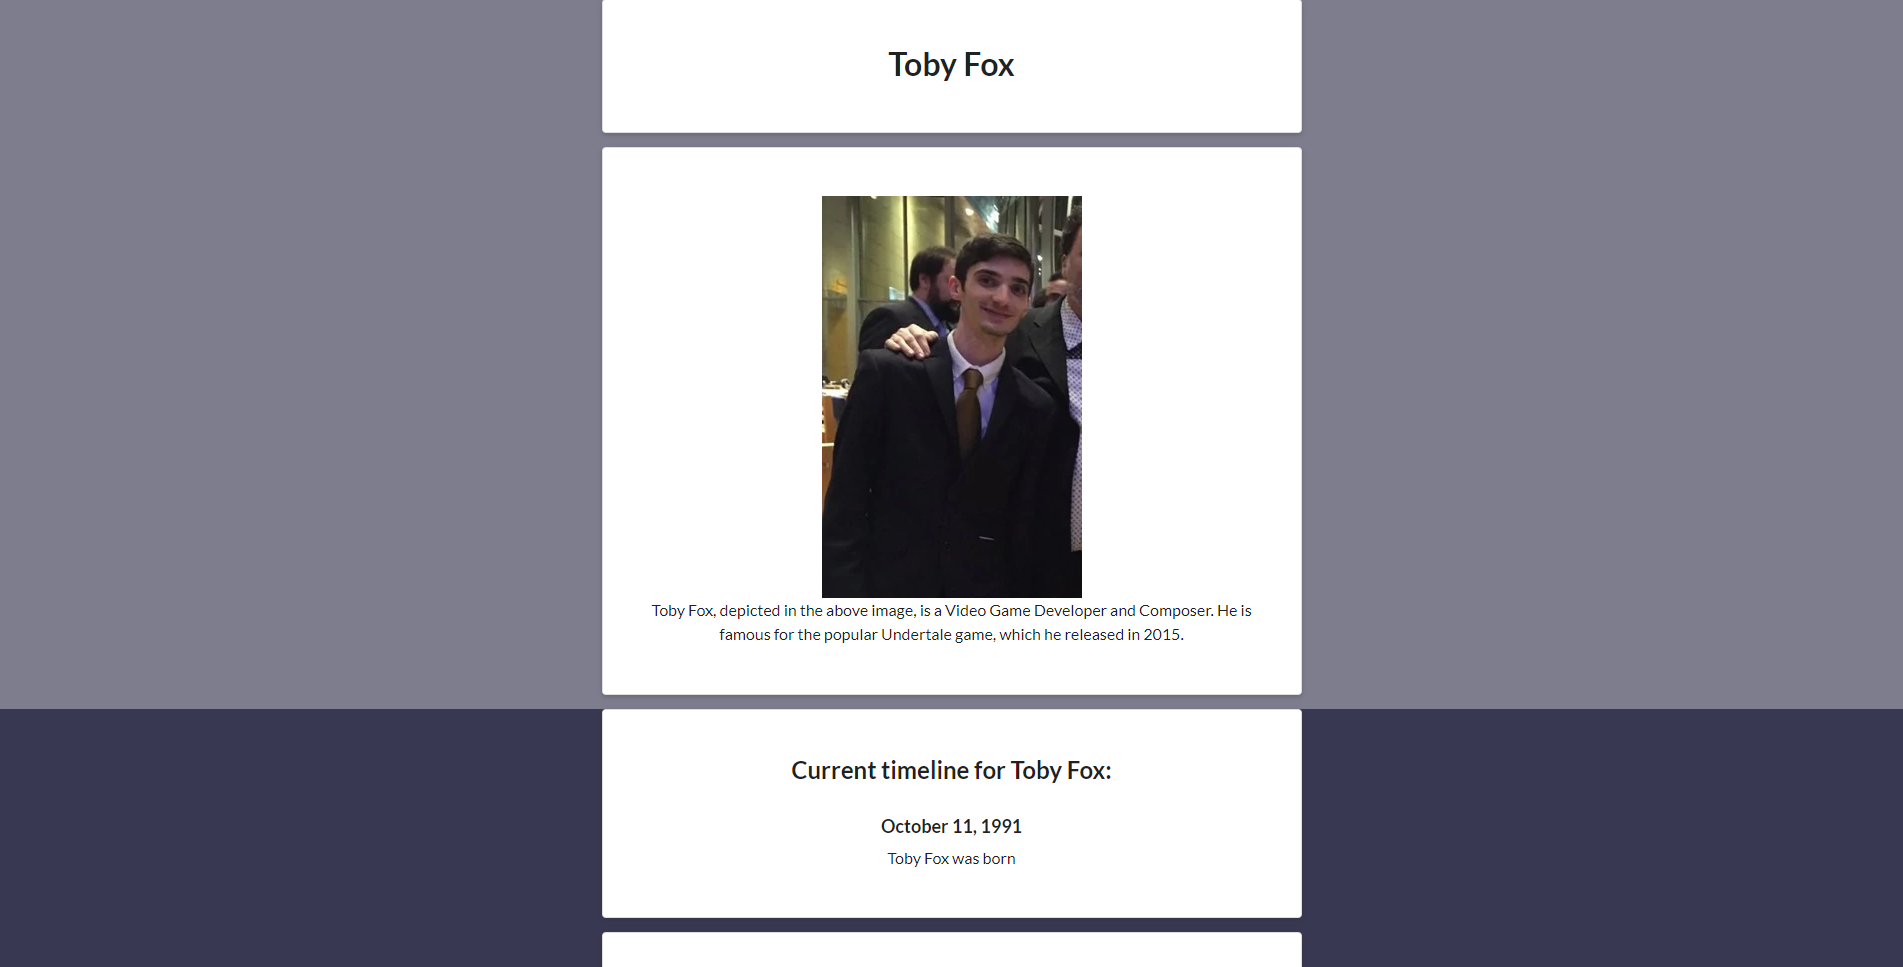 Toby Fox
Toby Fox, depicted in the above image, is a Video Game Developer and Composer. He is
famous for the popular Undertale game, which he released in 2015.
Current timeline for Toby Fox:
October 11, 1991
Toby Fox was born